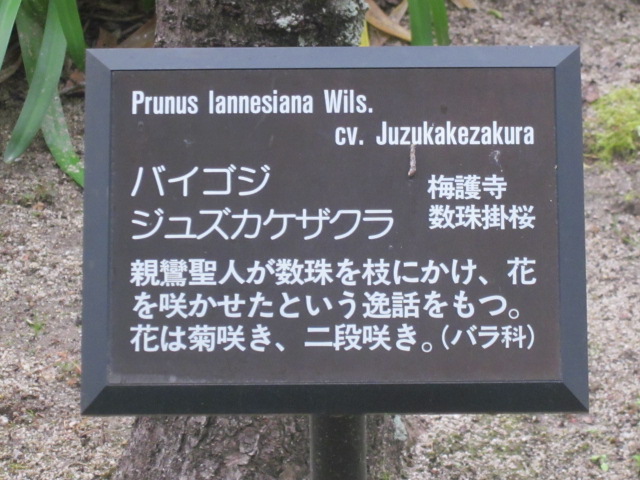 Prunus lannesiana Wils.
cv. Juzukakezakura
バイゴジ 梅護寺
ジュズカケザクラ 数珠掛桜
親鸞聖人が数珠を枝にかけ、花
を咲かせたという逸話をもつ。
花は菊咲き、二段咲き。(バラ科)